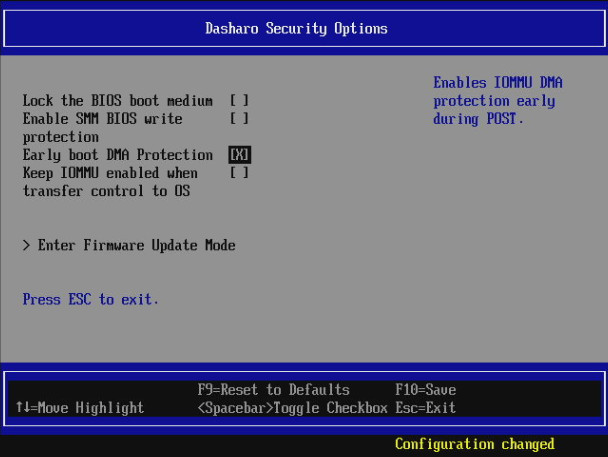 Dasharo Security Options
Enables IOMMU DMA
Lock the BIOS boot medium [ ] protection early
Enable SMM BIOS write [ ] during POST.
protection
Early boot DMA Protection [X]
Keep IOMMU enabled when [ ]
transfer control to OS
> Enter Firmware Update Mode
Press ESC to exit.
F9=Reset to Defaults F10=Save
↑↓=Move Highlight <Spacebar>Toggle Checkbox Esc=Exit
Configuration changed